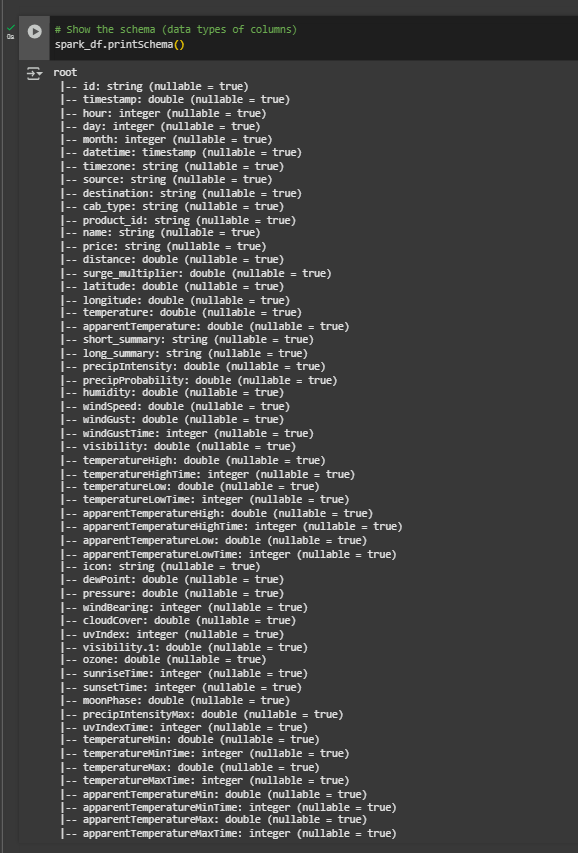 # Show the schema (data types of columns)
spark_df.printSchema()
0s
root
|-- id: string (nullable = true)
|-- timestamp: double (nullable = true)
|-- hour: integer (nullable = true)
|-- day: integer (nullable = true)
|-- month: integer (nullable = true)
|-- datetime: timestamp (nullable = true)
|-- timezone: string (nullable = true)
|-- source: string (nullable = true)
|-- destination: string (nullable = true)
|-- cab_type: string (nullable = true)
|-- product_id: string (nullable = true)
|-- name: string (nullable = true)
|-- price: string (nullable = true)
|-- distance: double (nullable = true)
|-- surge_multiplier: double (nullable = true)
|-- latitude: double (nullable = true)
|-- longitude: double (nullable = true)
|-- temperature: double (nullable = true)
|-- apparentTemperature: double (nullable = true)
|-- short_summary: string (nullable = true)
|-- long_summary: string (nullable = true)
|-- precipIntensity: double (nullable = true)
|-- precipProbability: double (nullable = true)
|-- humidity: double (nullable = true)
|-- windSpeed: double (nullable = true)
|-- windGust: double (nullable = true)
|-- windGustTime: integer (nullable = true)
|-- visibility: double (nullable = true)
|-- temperatureHigh: double (nullable = true)
|-- temperatureHighTime: integer (nullable = true)
|-- temperatureLow: double (nullable = true)
|-- temperatureLowTime: integer (nullable = true)
|-- apparentTemperatureHigh: double (nullable = true)
|-- apparentTemperatureHighTime: integer (nullable = true)
|-- apparentTemperatureLow: double (nullable = true)
|-- apparentTemperatureLowTime: integer (nullable = true)
|-- icon: string (nullable = true)
|-- dewPoint: double (nullable = true)
|-- pressure: double (nullable = true)
|-- windBearing: integer (nullable = true)
|-- cloudCover: double (nullable = true)
|-- uvIndex: integer (nullable = true)
|-- visibility.1: double (nullable = true)
|-- ozone: double (nullable = true)
|-- sunriseTime: integer (nullable = true)
|-- sunsetTime: integer (nullable = true)
|-- moonPhase: double (nullable = true)
|-- precipIntensityMax: double (nullable = true)
|-- uvIndexTime: integer (nullable = true)
|-- temperatureMin: double (nullable = true)
|-- temperatureMinTime: integer (nullable = true)
|-- temperatureMax: double (nullable = true)
|-- temperatureMaxTime: integer (nullable = true)
|-- apparentTemperatureMin: double (nullable = true)
|-- apparentTemperatureMinTime: integer (nullable = true)
|-- apparentTemperatureMax: double (nullable = true)
|-- apparentTemperatureMaxTime: integer (nullable = true)